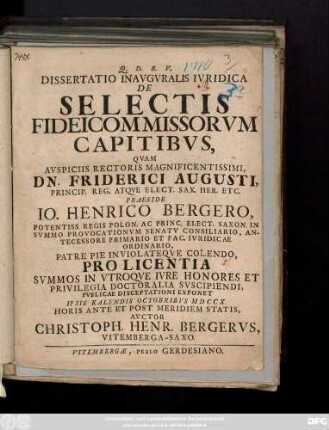 Q. D. B. V.
1710
DISSERTATIO INAVGVRALIS IVRIDICA
DE
SELECTIS
FIDEICOMMISSORVM
CAPITIBVS,
QVAM
AVSPICIIS RECTORIS MAGNIFICENTISSIMI,
DN. FRIDERICI AUGUSTI,
PRINCIP. REG. ATQVE ELECT. SAX. HER. ETC.
PRAESIDE
IO. HENRICO BERGERO,
POTENTISS. REGIS POLON. AC PRINC. ELECT. SAXON. IN
SVMMO PROVOCATIONVM SENATV CONSILIARIO, AN-
TECESSORE PRIMARIO ET FAC. IVRIDICAE
ORDINARIO,
PATRE PIE INVIOLATEQVE COLENDO,
PRO LICENTIA
SVMMOS IN VTROQVE IVRE HONORES ET
PRIVILEGIA DOCTORALIA SVSCIPIENDI,
PVBLICAE DISCEPTATIONI EXPONET
IPSIS KALENDIS OCTOBRIBVS MDCCX.
HORIS ANTE ET POST MERIDIEM STATIS,
AVCTOR
CHRISTOPH. HENR. BERGERVS,
VITEMBERGA-SAXO.
VITEMBERGÆ, PRELO GERDESIANO.